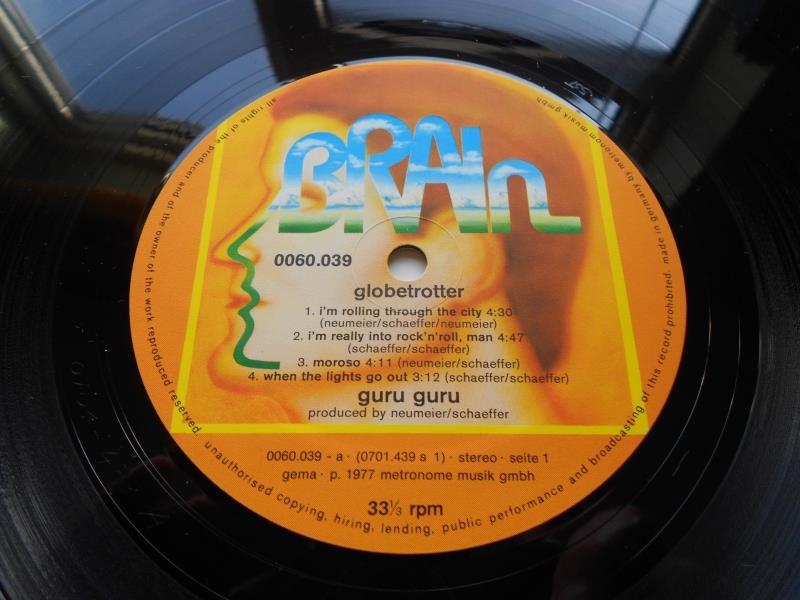 BRAIn
0060.039
globetrotter
1. i'm rolling through the city 4:30
(neumeier/schaeffer/neumeier)
2. i'm really into rock'n'roll, man 4:47
(schaeffer/schaeffer)
3. moroso 4:11 (neumeier/schaeffer)
4. when the lights go out 3:12 (schaeffer/schaeffer)
guru guru
produced by neumeier/schaeffer
0060.039 - a · (0701.439 s 1) · stereo · seite 1
gema · p. 1977 metronome musik gmbh
33⅓ rpm
all rights of the producer and of the owner of the work reproduced reserved. unauthorised copying, hiring, lending, public performance and broadcasting of this record prohibited. made in germany by metronom musik gmbh